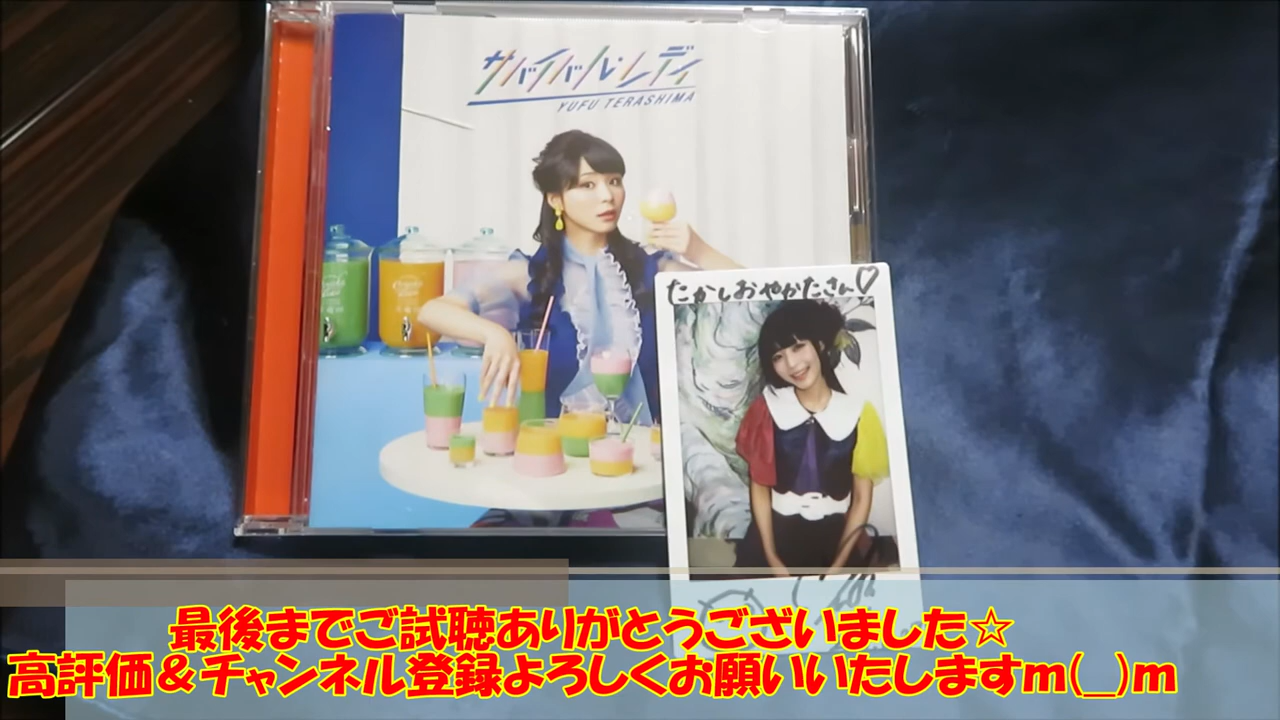 サバイバル・レディ
YUFU TERASHIMA
たかしおやかたさん♡
最後までご試聴ありがとうございました☆
高評価＆チャンネル登録よろしくお願いいたしますm(_)m